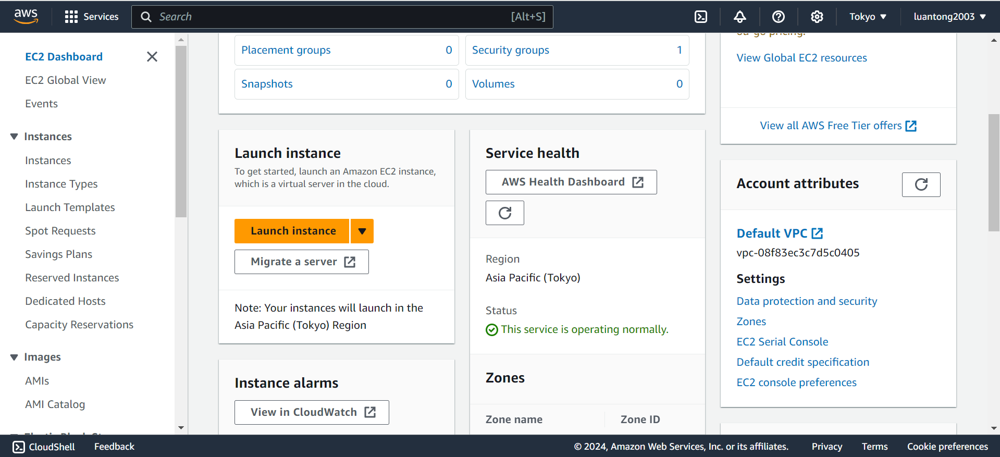 aws
Services
Search
[Alt+S]
Tokyo
luantong2003
EC2 Dashboard
EC2 Global View
Events
Instances
Instances
Instance Types
Launch Templates
Spot Requests
Savings Plans
Reserved Instances
Dedicated Hosts
Capacity Reservations
Images
AMIs
AMI Catalog
Placement groups 0
Security groups 1
Snapshots 0
Volumes 0
Launch instance
To get started, launch an Amazon EC2 instance,
which is a virtual server in the cloud.
Launch instance
Migrate a server
Note: Your instances will launch in the
Asia Pacific (Tokyo) Region
Instance alarms
View in CloudWatch
Service health
AWS Health Dashboard
Region
Asia Pacific (Tokyo)
Status
This service is operating normally.
Zones
Zone name
Zone ID
View Global EC2 resources
View all AWS Free Tier offers
Account attributes
Default VPC
vpc-08f83ec3c7d5c0405
Settings
Data protection and security
Zones
EC2 Serial Console
Default credit specification
EC2 console preferences
CloudShell
Feedback
© 2024, Amazon Web Services, Inc. or its affiliates.
Privacy
Terms
Cookie preferences